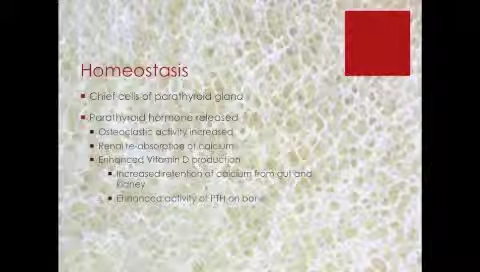 Homeostasis
Chief cells of parathyroid gland
Parathyroid hormone released
Osteoclastic activity increased
Renal re-absorption of calcium
Enhanced Vitamin D production
Increased retention of calcium from gut and
kidney
Enhanced activity of PTH on